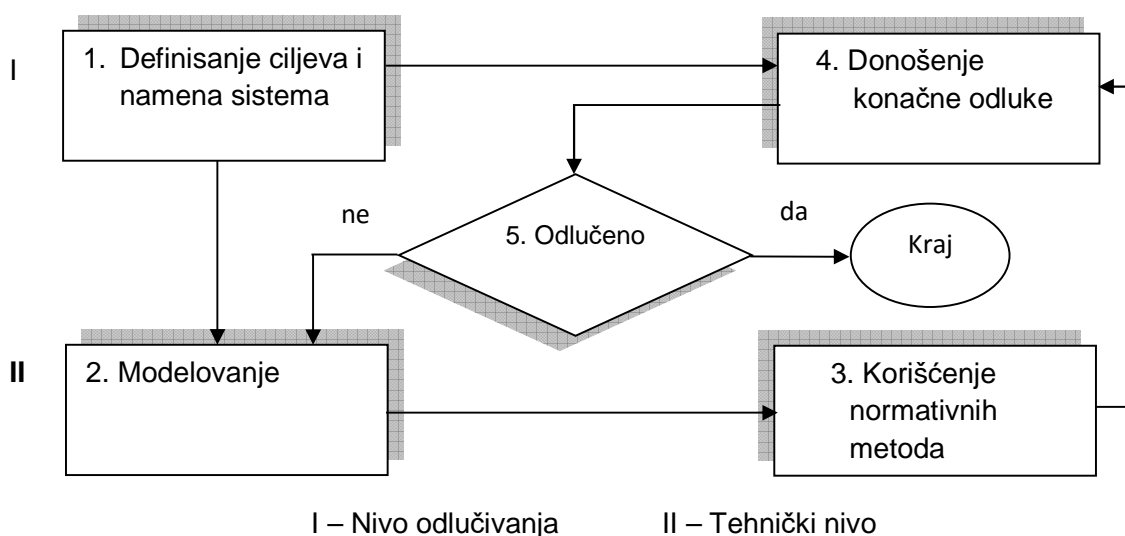 I
1. Definisanje ciljeva i
namena sistema
4. Donošenje
konačne odluke
ne
5. Odlučeno
da
Kraj
II
2. Modelovanje
3. Korišćenje
normativnih
metoda
I – Nivo odlučivanja II – Tehnički nivo